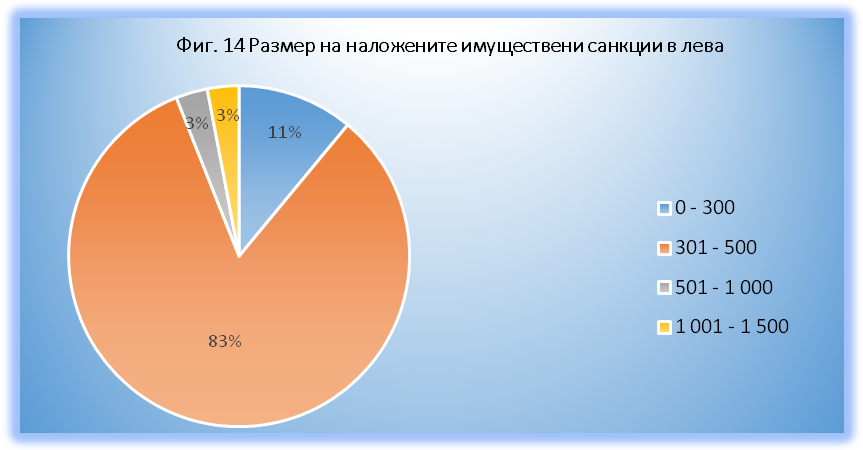 Фиг. 14 Размер на наложените имуществени санкции в лева
3%
3%
11%
83%
0 - 300
301 - 500
501 - 1 000
1 001 - 1 500